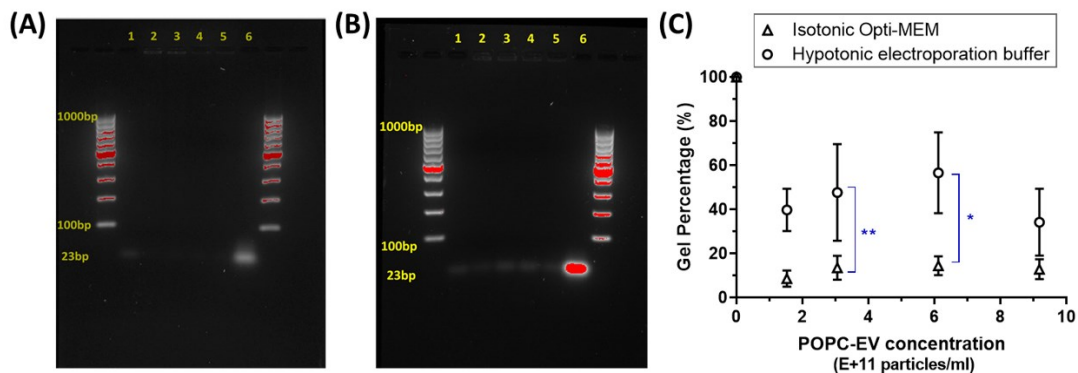 (A)
1 2 3 4 5 6
1000bp
100bp
23bp
(B)
1 2 3 4 5 6
1000bp
100bp
23bp
(C)
Isotonic Opti-MEM
Hypotonic electroporation buffer
Gel Percentage (%)
100
80
60
40
20
0
**
*
0 2 4 6 8 10
POPC-EV concentration
(E+11 particles/ml)